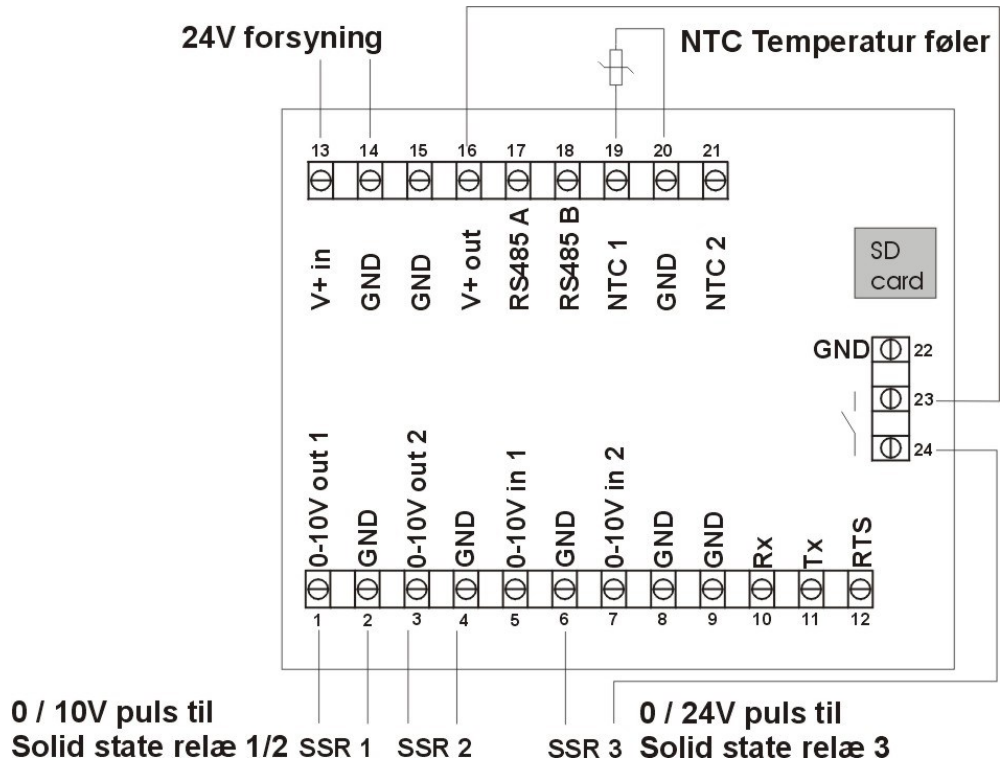 24V forsyning
NTC Temperatur føler
13 14 15 16 17 18 19 20 21
V+ in
GND
GND
V+ out
RS485 A
RS485 B
NTC 1
GND
NTC 2
SD
card
GND 22
23
24
0-10V out 1
GND
0-10V out 2
GND
0-10V in 1
GND
0-10V in 2
GND
GND
Rx
Tx
RTS
1 2 3 4 5 6 7 8 9 10 11 12
0 / 10V puls til
Solid state relæ 1/2
SSR 1
SSR 2
SSR 3
0 / 24V puls til
Solid state relæ 3